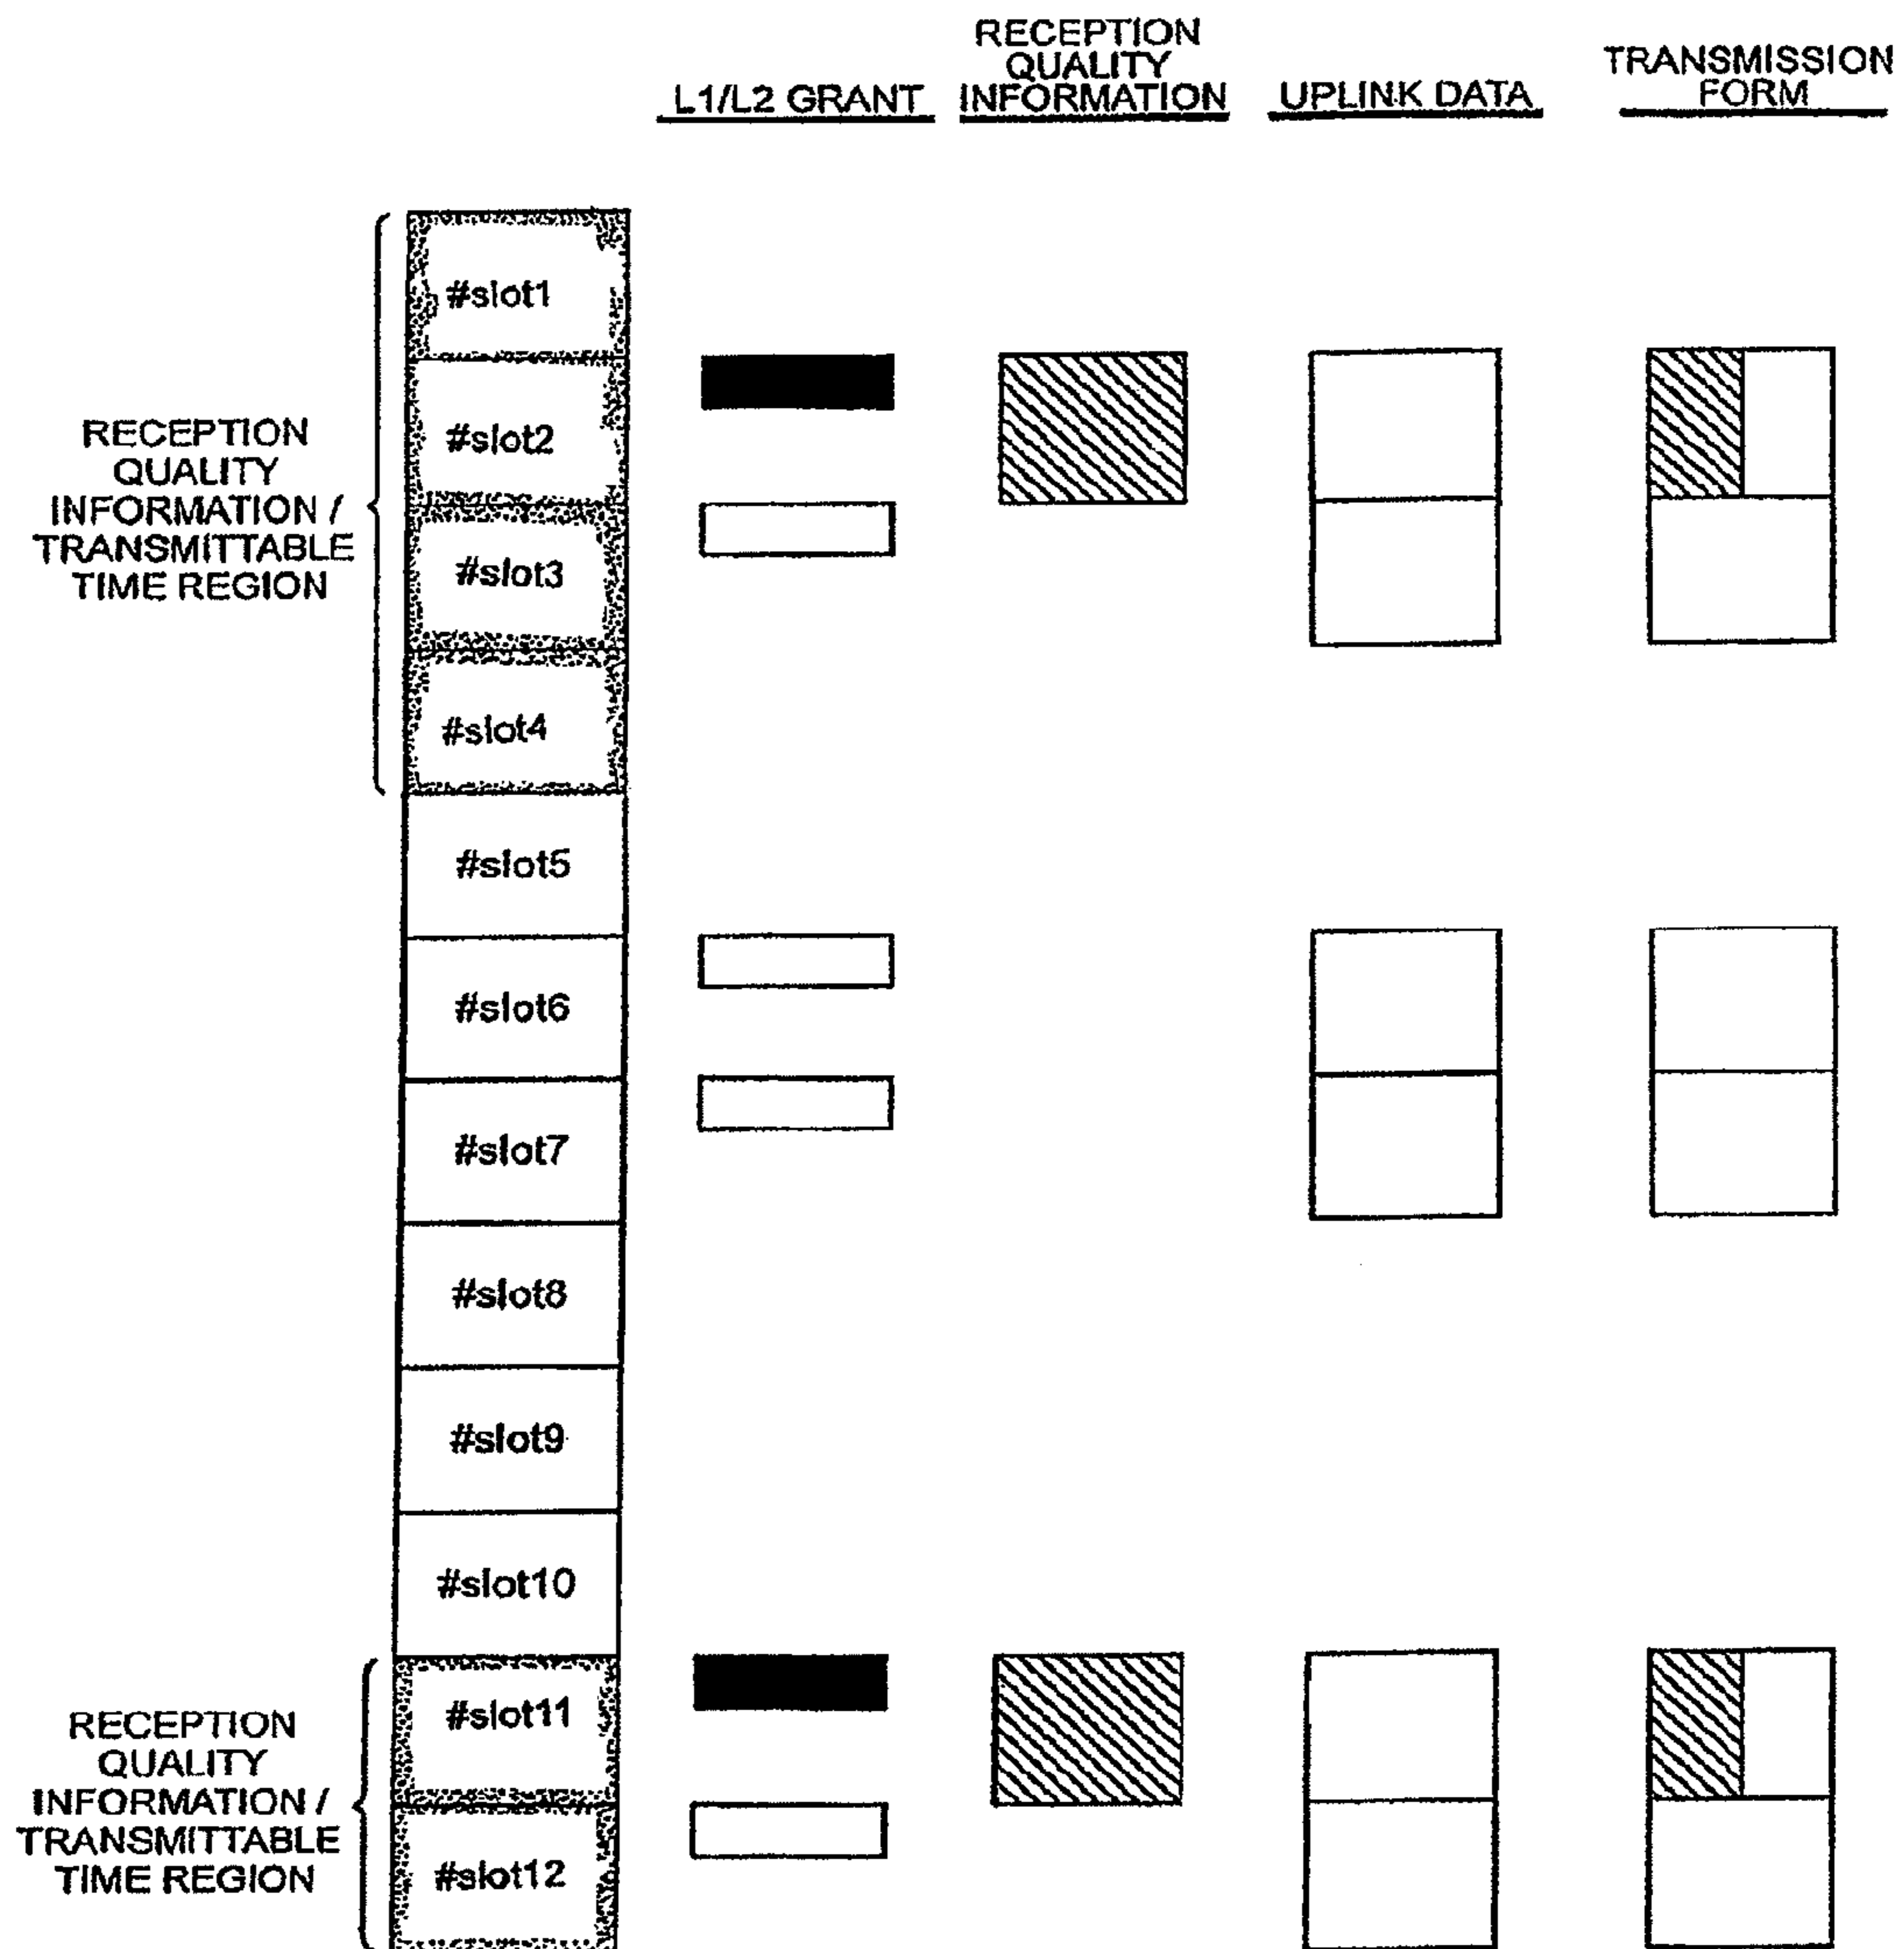 RECEPTION
QUALITY
INFORMATION
L1/L2 GRANT
UPLINK DATA
TRANSMISSION
FORM
RECEPTION
QUALITY
INFORMATION /
TRANSMITTABLE
TIME REGION
#slot1
#slot2
#slot3
#slot4
#slot5
#slot6
#slot7
#slot8
#slot9
#slot10
RECEPTION
QUALITY
INFORMATION /
TRANSMITTABLE
TIME REGION
#slot11
#slot12